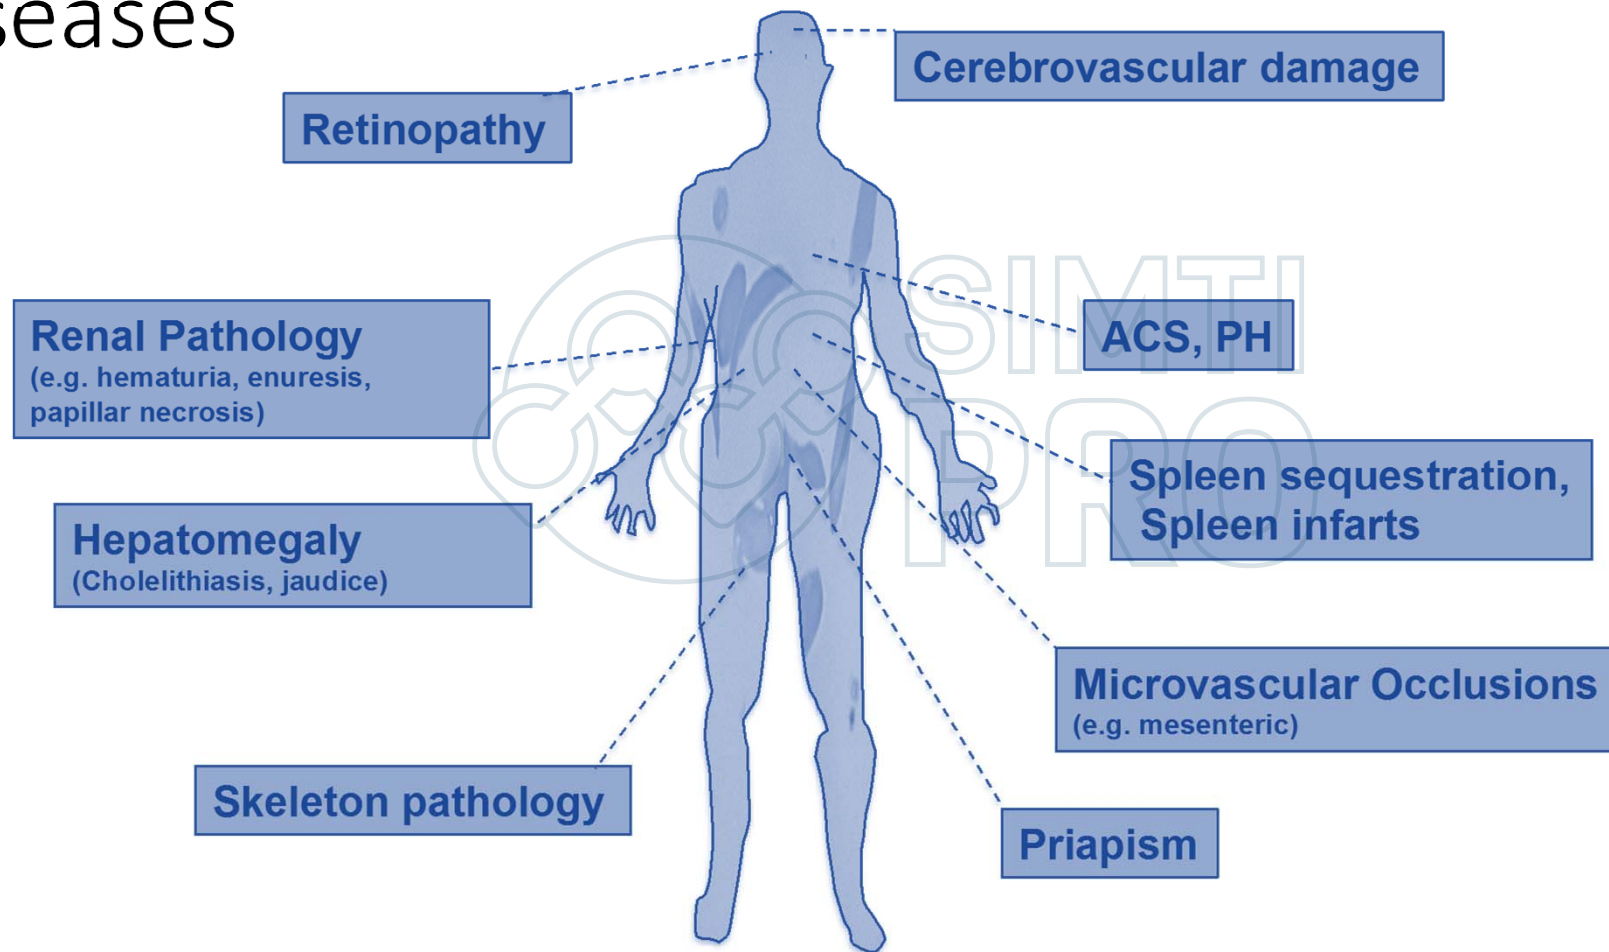 seases
Cerebrovascular damage
Retinopathy
SIMTI
PRO
Renal Pathology
(e.g. hematuria, enuresis,
papillar necrosis)
ACS, PH
Spleen sequestration,
Spleen infarts
Hepatomegaly
(Cholelithiasis, jaudice)
Microvascular Occlusions
(e.g. mesenteric)
Skeleton pathology
Priapism